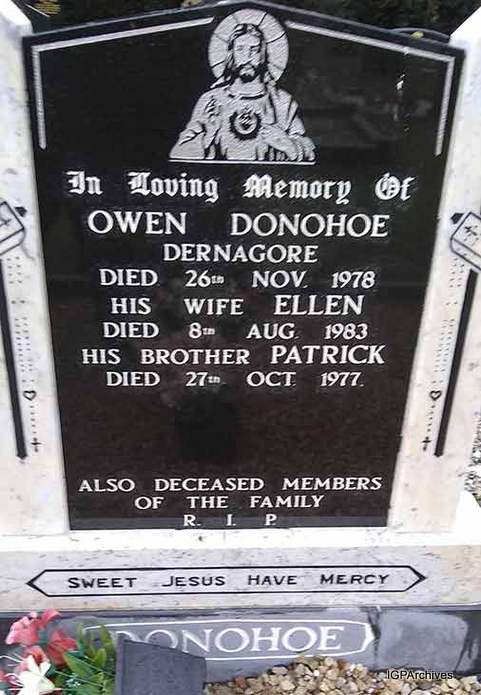 In Loving Memory Of
OWEN DONOHOE
DERNAGORE
DIED 26TH NOV. 1978
HIS WIFE ELLEN
DIED 8TH AUG. 1983
HIS BROTHER PATRICK
DIED 27TH OCT. 1977.
ALSO DECEASED MEMBERS
OF THE FAMILY
R. I. P.
SWEET JESUS HAVE MERCY
DONOHOE
IGPArchives